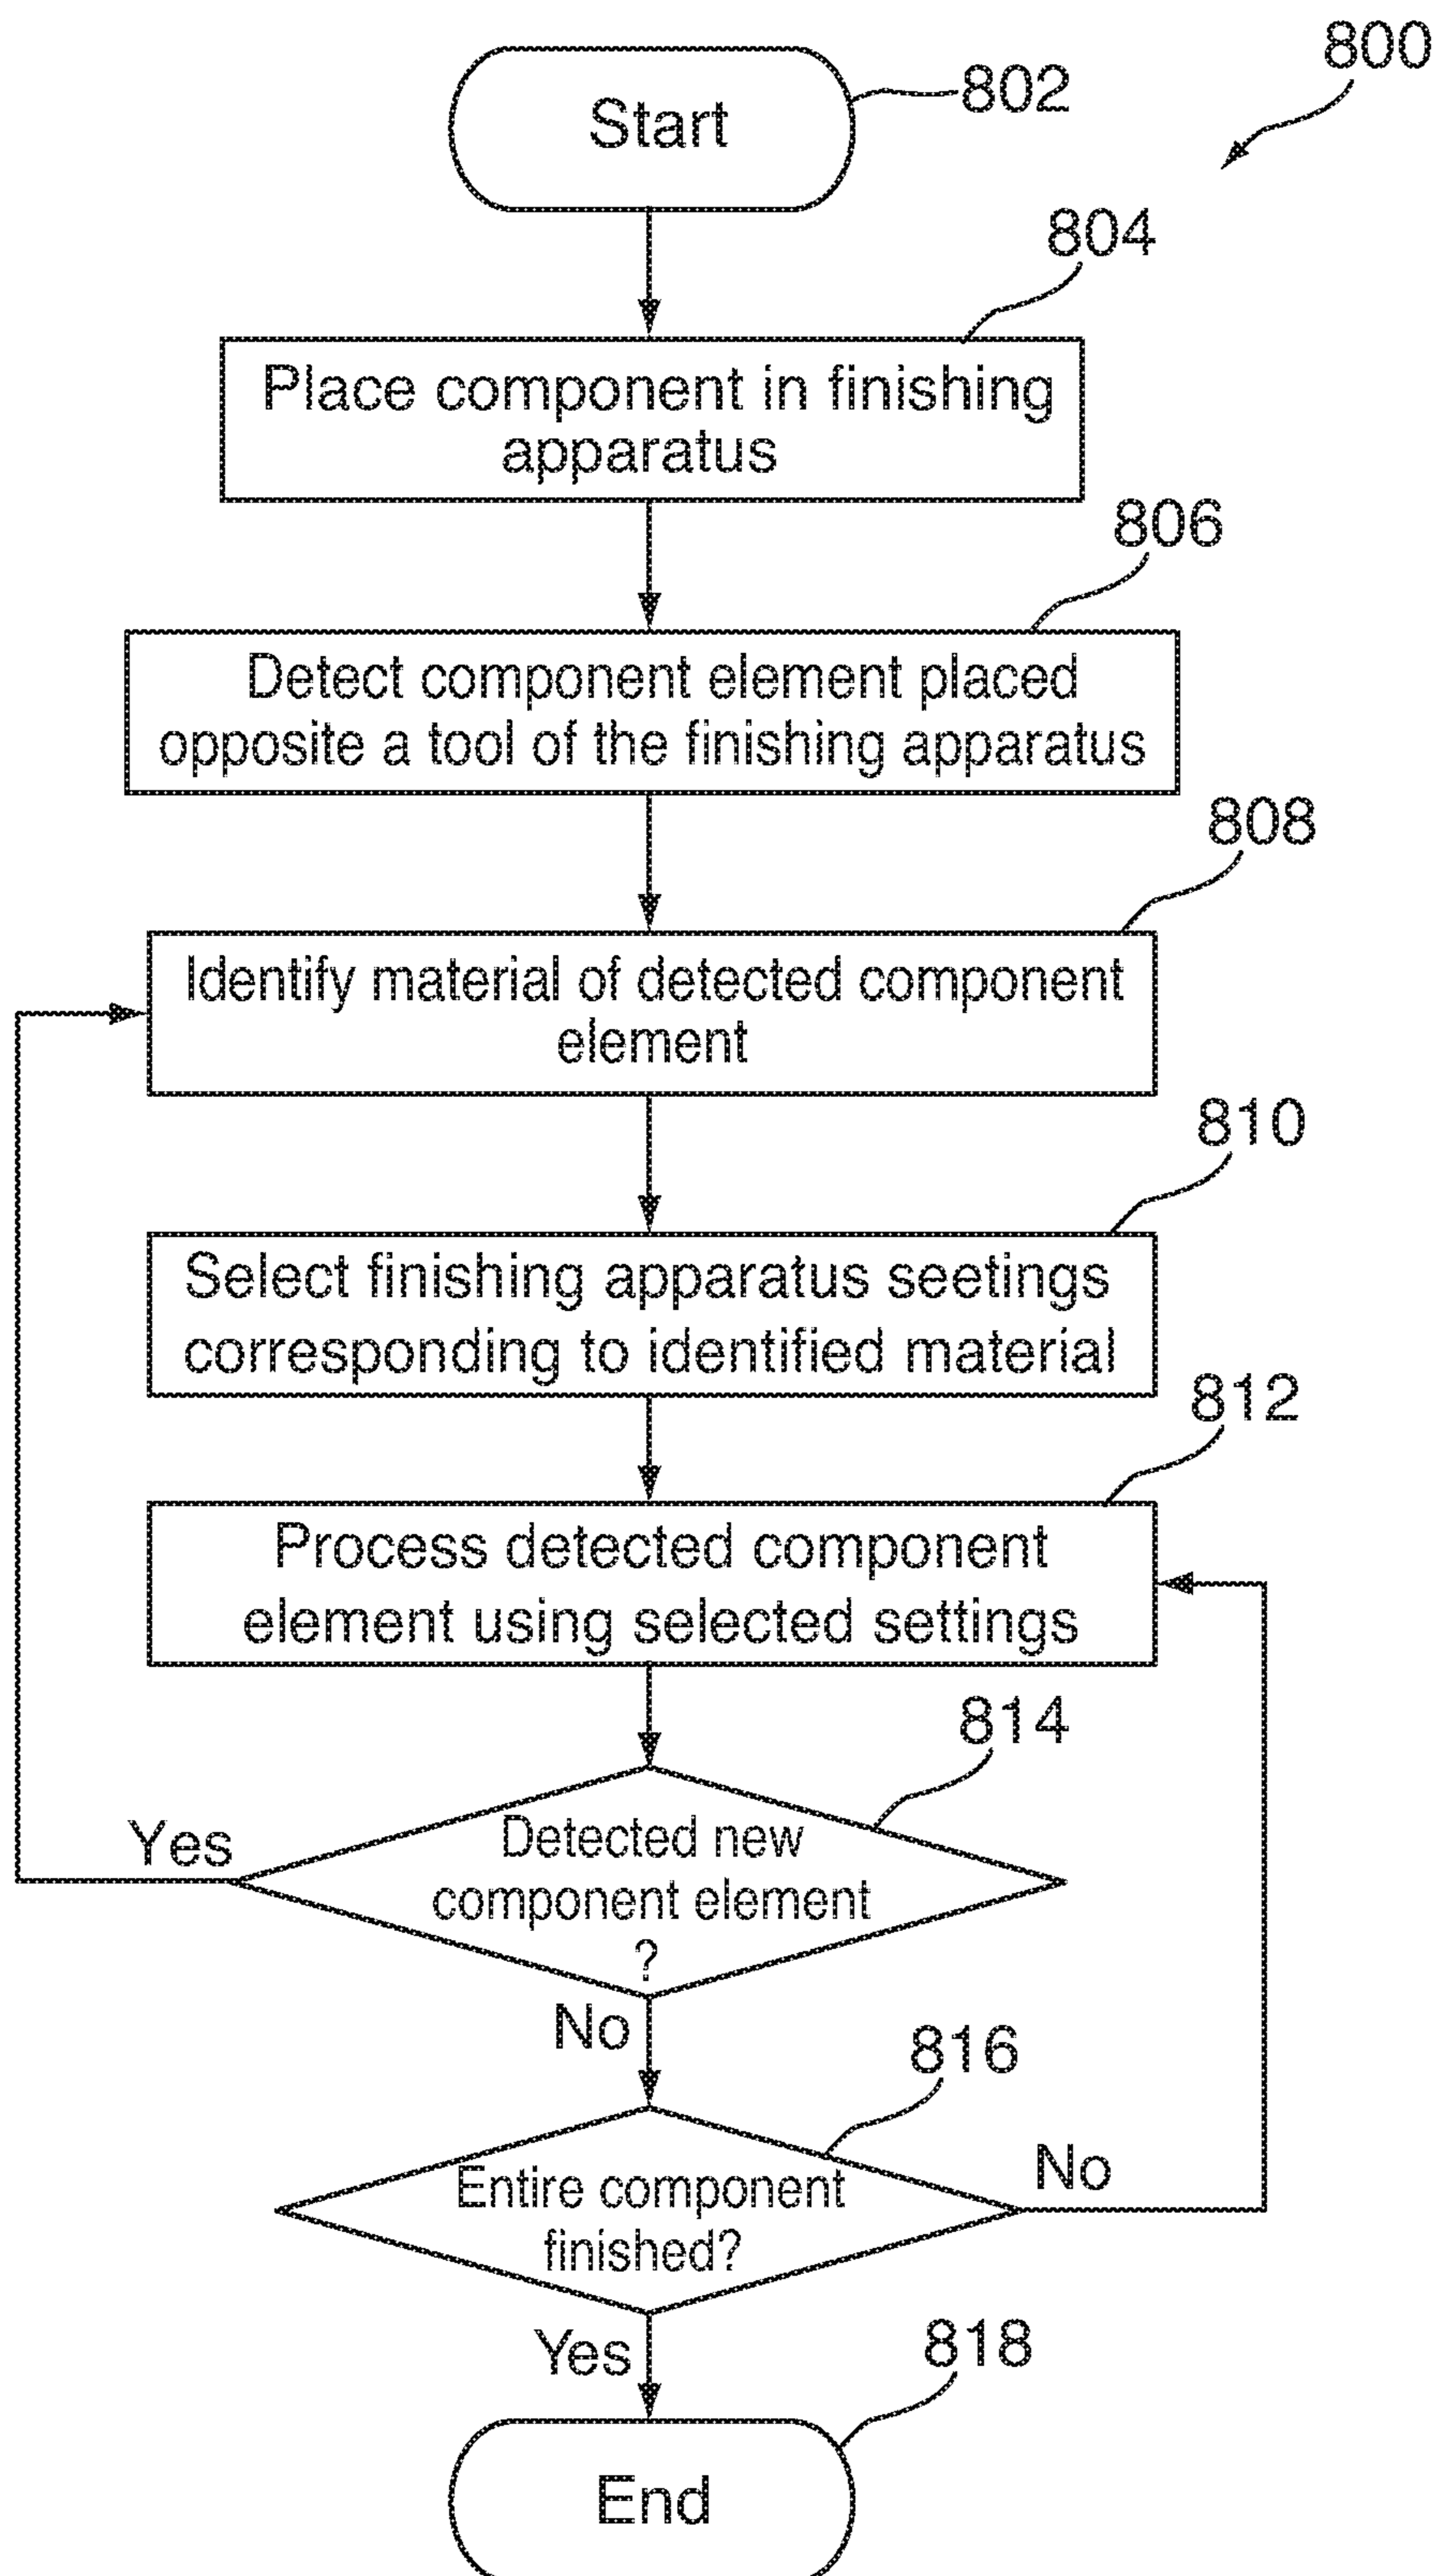 800
Start
802
804
Place component in finishing
apparatus
806
Detect component element placed
opposite a tool of the finishing apparatus
808
Identify material of detected component
element
810
Select finishing apparatus seetings
corresponding to identified material
812
Process detected component
element using selected settings
814
Yes
Detected new
component element
?
No
816
Entire component
finished?
No
Yes
818
End